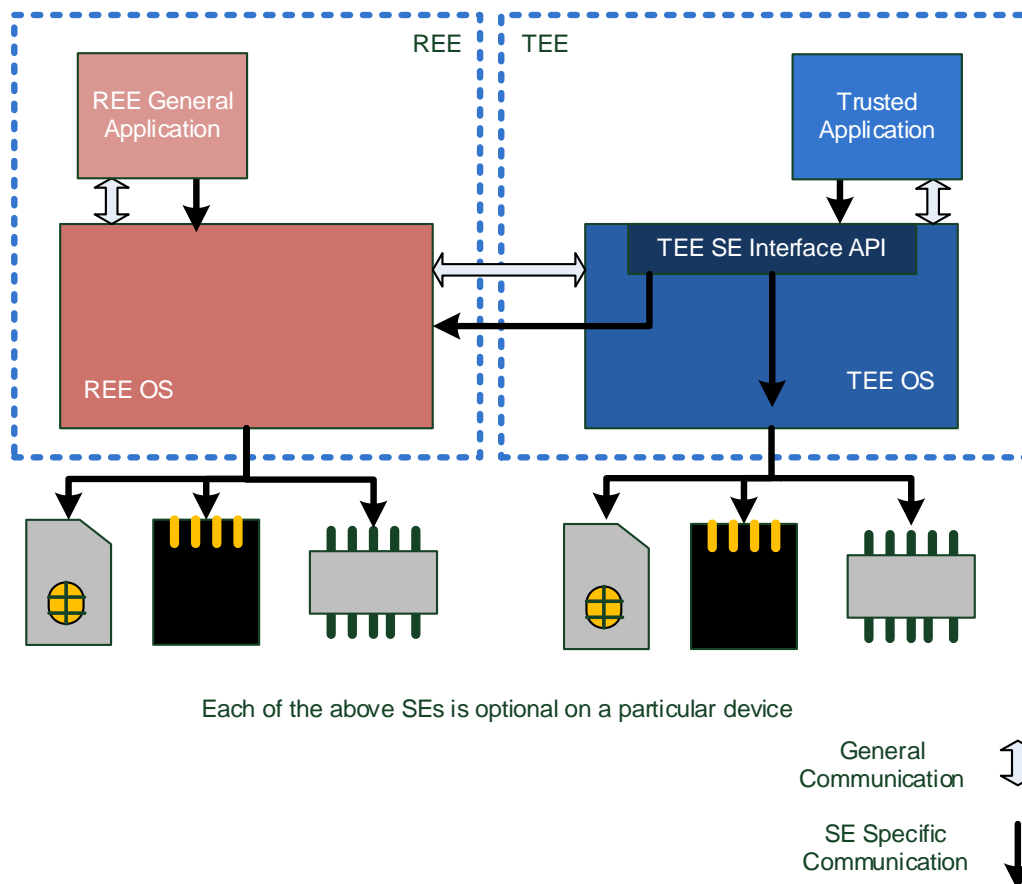 REE
TEE
REE General
Application
Trusted
Application
TEE SE Interface API
REE OS
TEE OS
Each of the above SEs is optional on a particular device
General
Communication
SE Specific
Communication